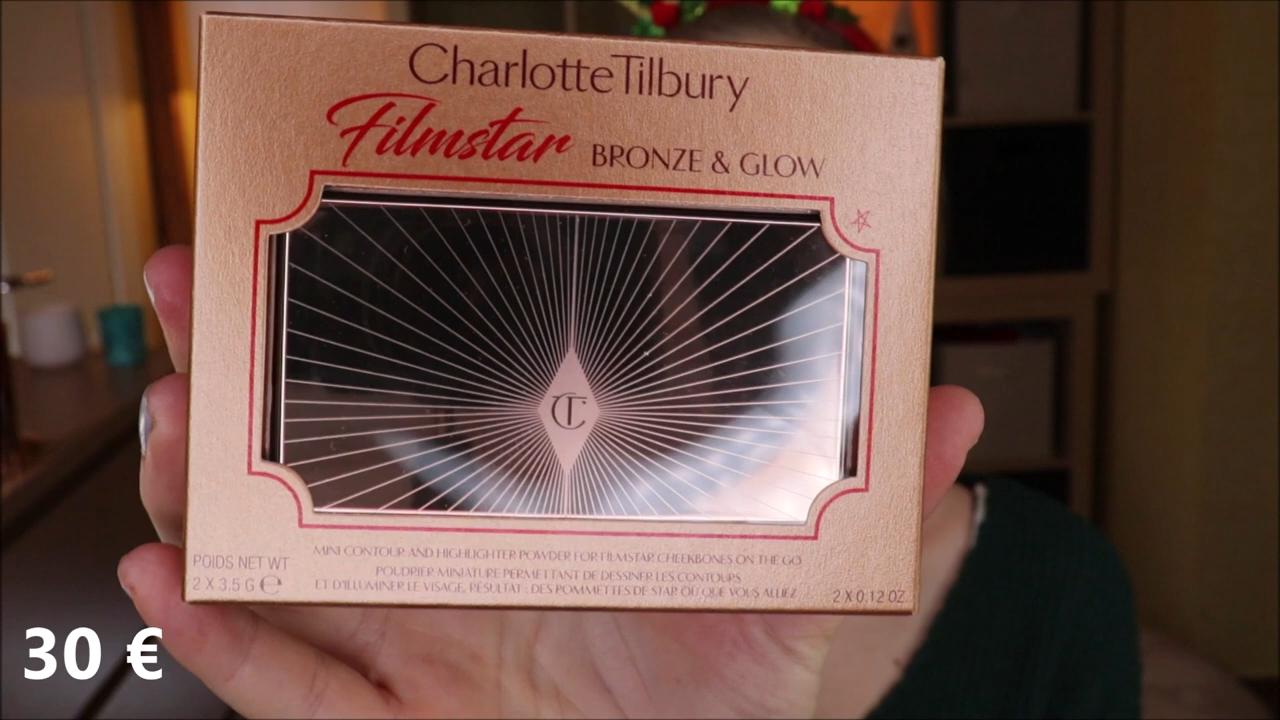 CharlotteTilbury
Filmstar BRONZE & GLOW
CT
MINI CONTOUR AND HIGHLIGHTER POWDER FOR FILMSTAR CHEEKBONES ON THE GO
POUDRIER MINIATURE PERMETTANT DE DESSINER LES CONTOURS
ET D'ILLUMINER LE VISAGE, RÉSULTAT : DES POMMETTES DE STAR OÙ QUE VOUS ALLIEZ
POIDS NET WT
2 X 3.5 G ℮
2 X 0.12 OZ
30 €